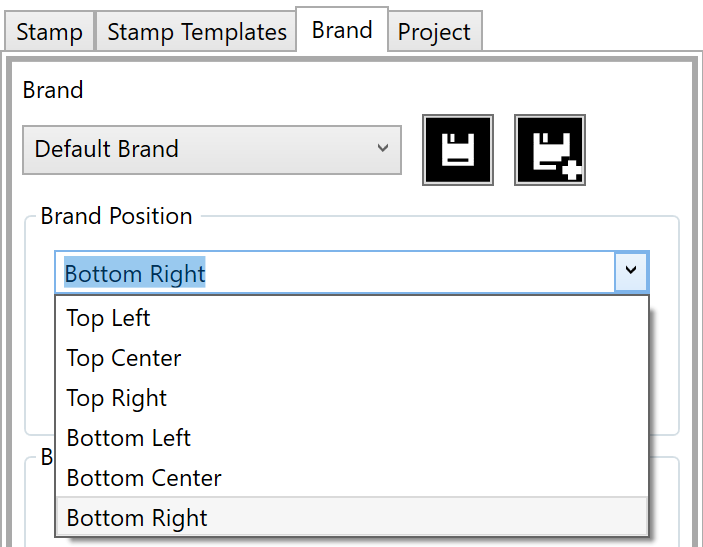 Stamp
Stamp Templates
Brand
Project
Brand
Default Brand
Brand Position
Bottom Right
Top Left
Top Center
Top Right
Bottom Left
Bottom Center
Bottom Right